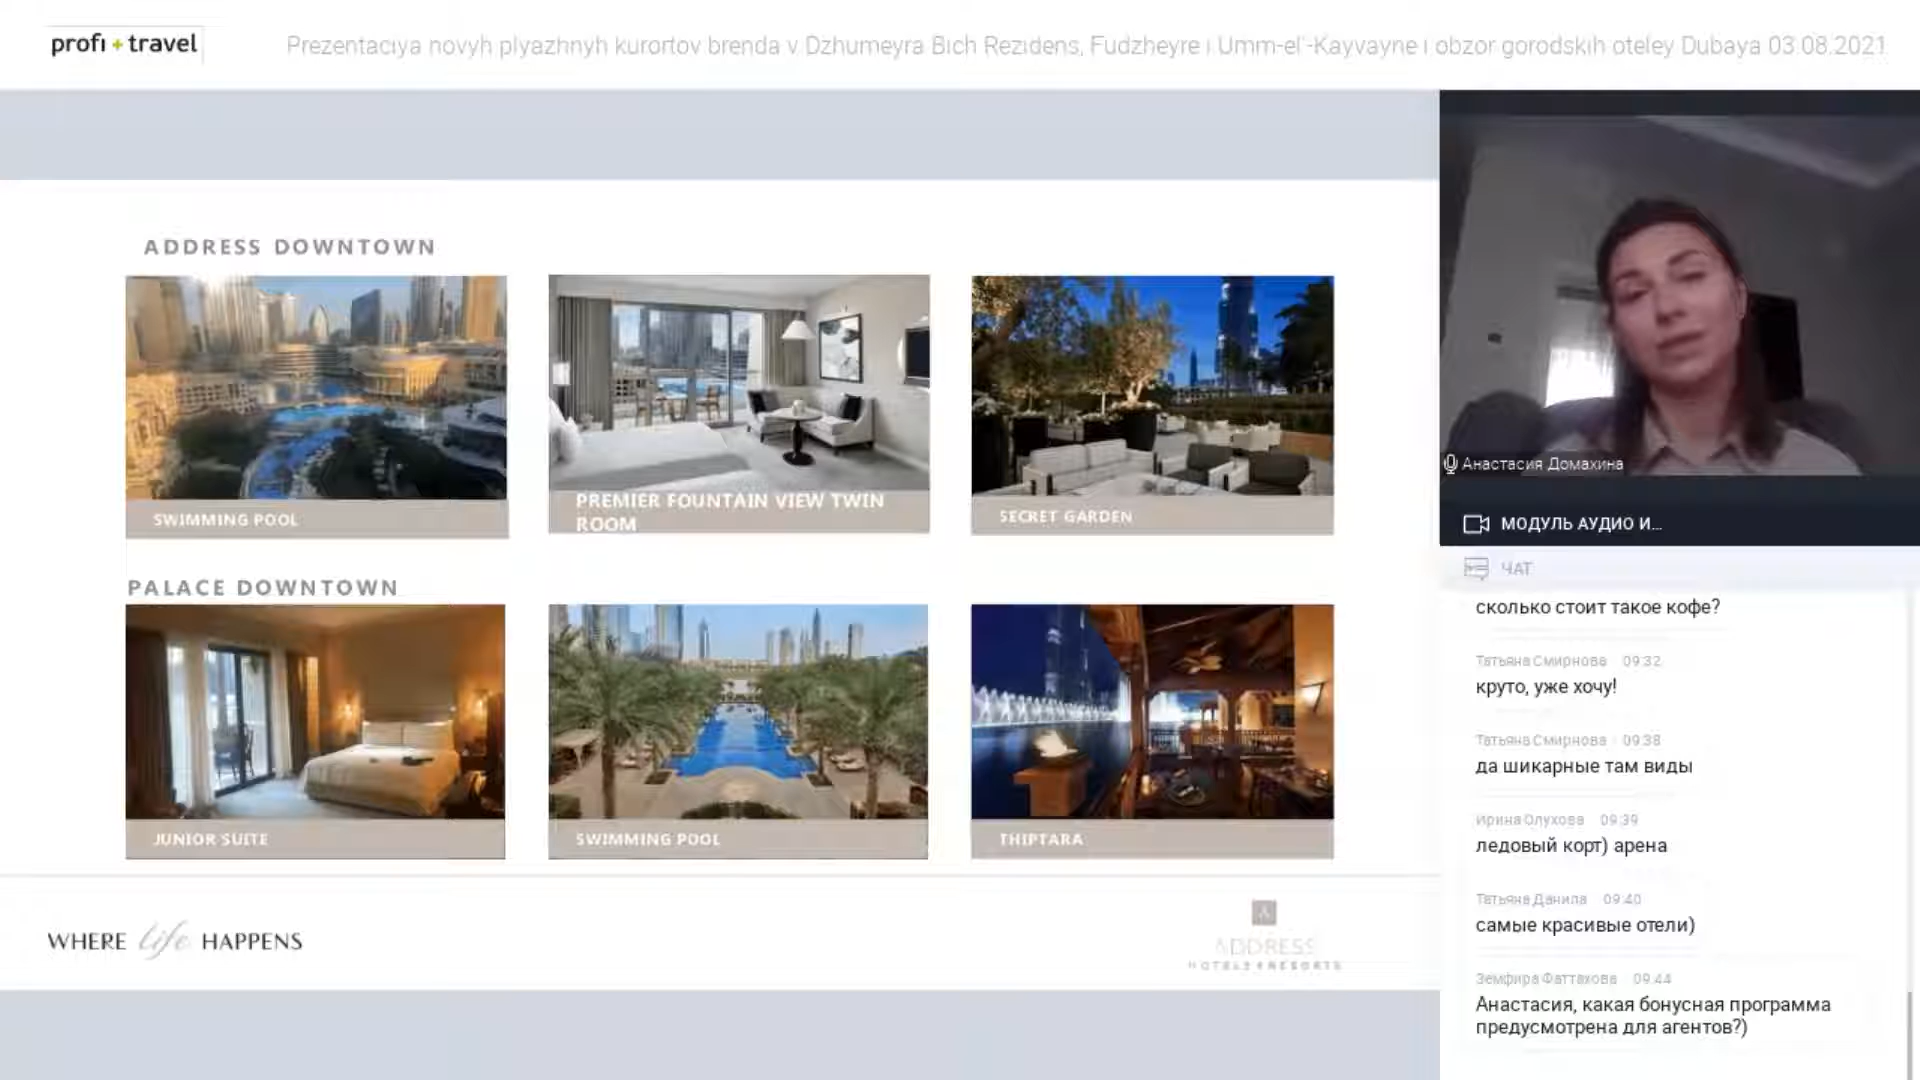 profi + travel
Prezentaciya novyh plyazhnyh kurortov brenda v Dzhumeyra Bich Rezidens, Fudzheyre i Umm-el'-Kayvayne i obzor gorodskih oteley Dubaya 03.08.2021
ADDRESS DOWNTOWN
SWIMMING POOL
PREMIER FOUNTAIN VIEW TWIN
ROOM
SECRET GARDEN
PALACE DOWNTOWN
JUNIOR SUITE
SWIMMING POOL
THIPTARA
WHERE life HAPPENS
A
ADDRESS
HOTELS + RESORTS
Анастасия Домахина
МОДУЛЬ АУДИО И...
ЧАТ
сколько стоит такое кофе?
Татьяна Смирнова 09:32
круто, уже хочу!
Татьяна Смирнова 09:38
да шикарные там виды
Ирина Олухова 09:39
ледовый корт) арена
Татьяна Данила 09:40
самые красивые отели)
Земфира Фаттахова 09:44
Анастасия, какая бонусная программа
предусмотрена для агентов?)